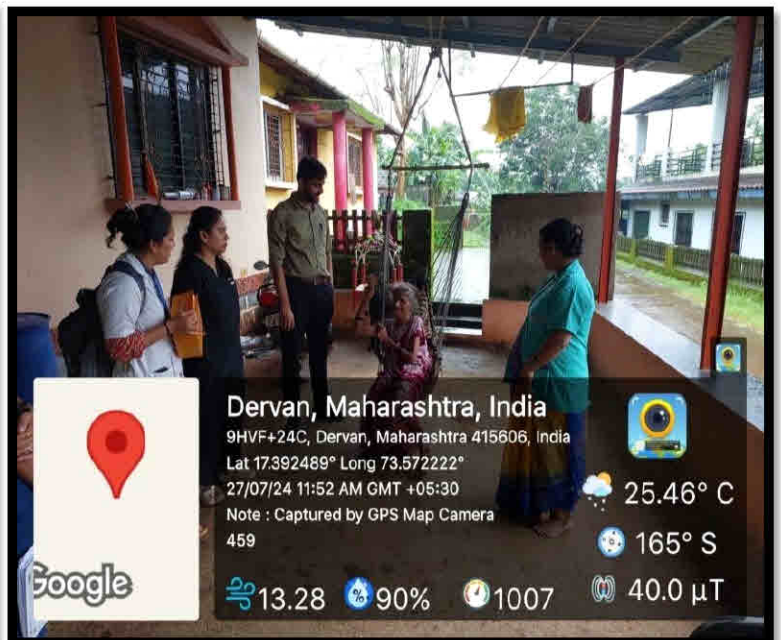 Dervan, Maharashtra, India
9HVF+24C, Dervan, Maharashtra 415606, India
Lat 17.392489° Long 73.572222°
27/07/24 11:52 AM GMT +05:30
Note : Captured by GPS Map Camera
459
25.46° C
165° S
Google
13.28
90%
1007
40.0 µT